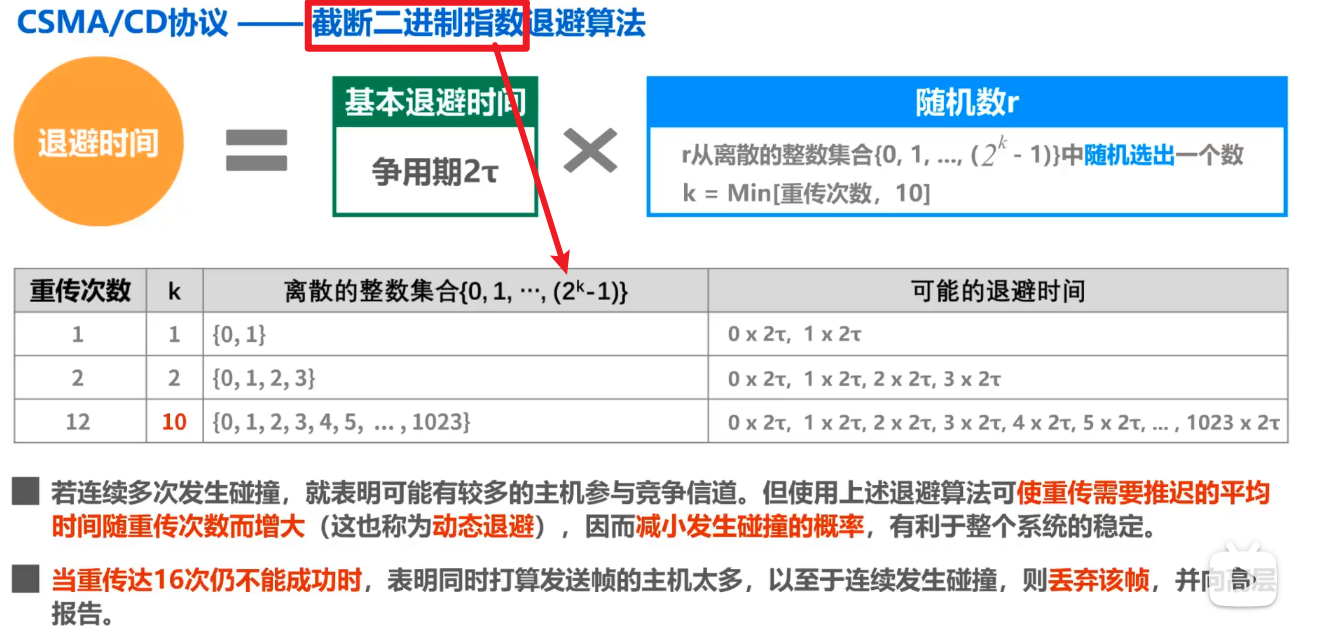 CSMA/CD协议 —— 截断二进制指数退避算法
退避时间
=
基本退避时间
争用期2τ
×
随机数r
r从离散的整数集合{0, 1, ..., (2^k - 1)}中随机选出一个数
k = Min[重传次数，10]
重传次数 k 离散的整数集合{0, 1, ⋯, (2^k-1)} 可能的退避时间
1 1 {0, 1} 0 x 2τ, 1 x 2τ
2 2 {0, 1, 2, 3} 0 x 2τ, 1 x 2τ, 2 x 2τ, 3 x 2τ
12 10 {0, 1, 2, 3, 4, 5, ... , 1023} 0 x 2τ, 1 x 2τ, 2 x 2τ, 3 x 2τ, 4 x 2τ, 5 x 2τ, ... , 1023 x 2τ
若连续多次发生碰撞，就表明可能有较多的主机参与竞争信道。但使用上述退避算法可使重传需要推迟的平均
时间随重传次数而增大（这也称为动态退避），因而减小发生碰撞的概率，有利于整个系统的稳定。
当重传达16次仍不能成功时，表明同时打算发送帧的主机太多，以至于连续发生碰撞，则丢弃该帧，并向高层
报告。